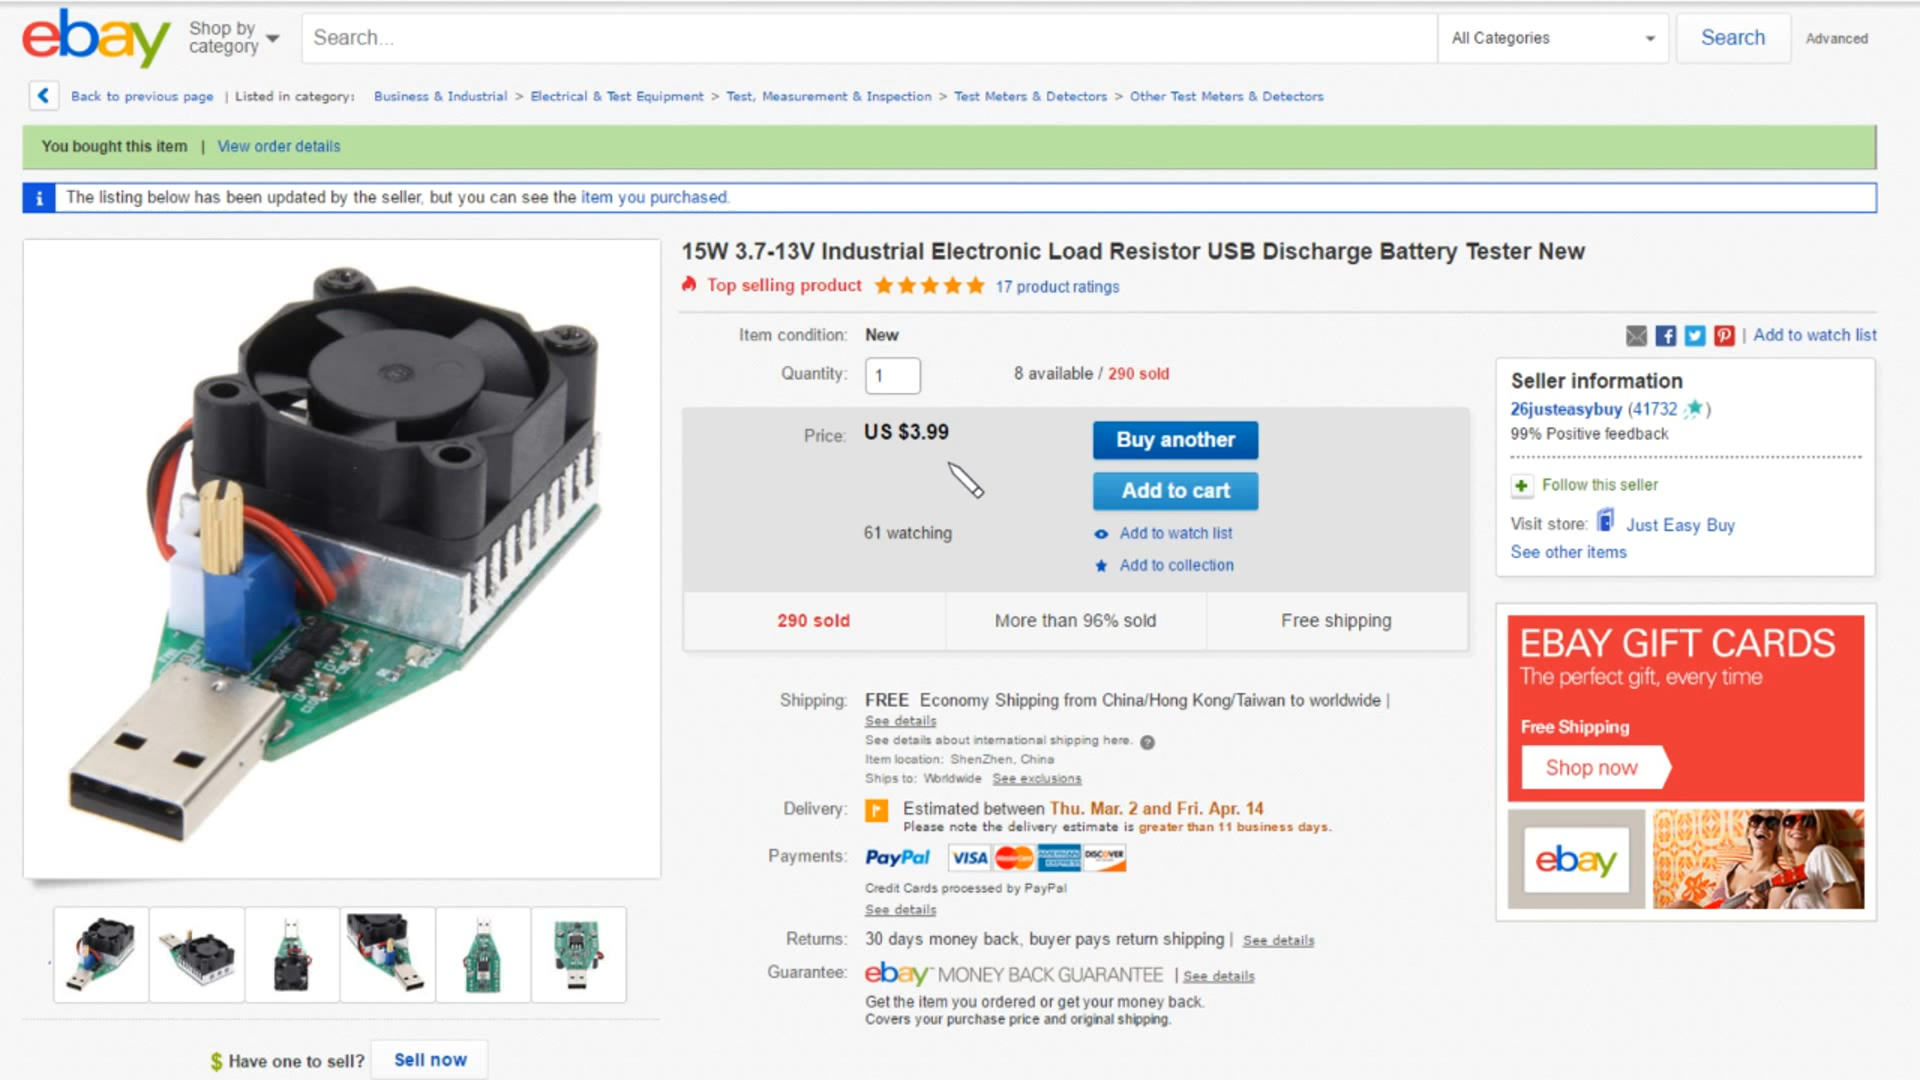 ebay
Shop by category
Search...
All Categories
Search
Advanced
Back to previous page | Listed in category: Business & Industrial > Electrical & Test Equipment > Test, Measurement & Inspection > Test Meters & Detectors > Other Test Meters & Detectors
You bought this item | View order details
i The listing below has been updated by the seller, but you can see the item you purchased.
15W 3.7-13V Industrial Electronic Load Resistor USB Discharge Battery Tester New
Top selling product 17 product ratings
Item condition: New
| Add to watch list
Quantity: 1 8 available / 290 sold
Price: US $3.99
Buy another
Add to cart
61 watching
Add to watch list
Add to collection
290 sold
More than 96% sold
Free shipping
Shipping: FREE Economy Shipping from China/Hong Kong/Taiwan to worldwide |
See details
See details about international shipping here. ?
Item location: ShenZhen, China
Ships to: Worldwide See exclusions
Delivery: Estimated between Thu. Mar. 2 and Fri. Apr. 14
Please note the delivery estimate is greater than 11 business days.
Payments: PayPal VISA MasterCard AMERICAN EXPRESS DISCOVER
Credit Cards processed by PayPal
See details
Returns: 30 days money back, buyer pays return shipping | See details
Guarantee: ebay MONEY BACK GUARANTEE | See details
Get the item you ordered or get your money back.
Covers your purchase price and original shipping.
Seller information
26justeasybuy (41732 )
99% Positive feedback
Follow this seller
Visit store: Just Easy Buy
See other items
EBAY GIFT CARDS
The perfect gift, every time
Free Shipping
Shop now
ebay
$ Have one to sell? Sell now